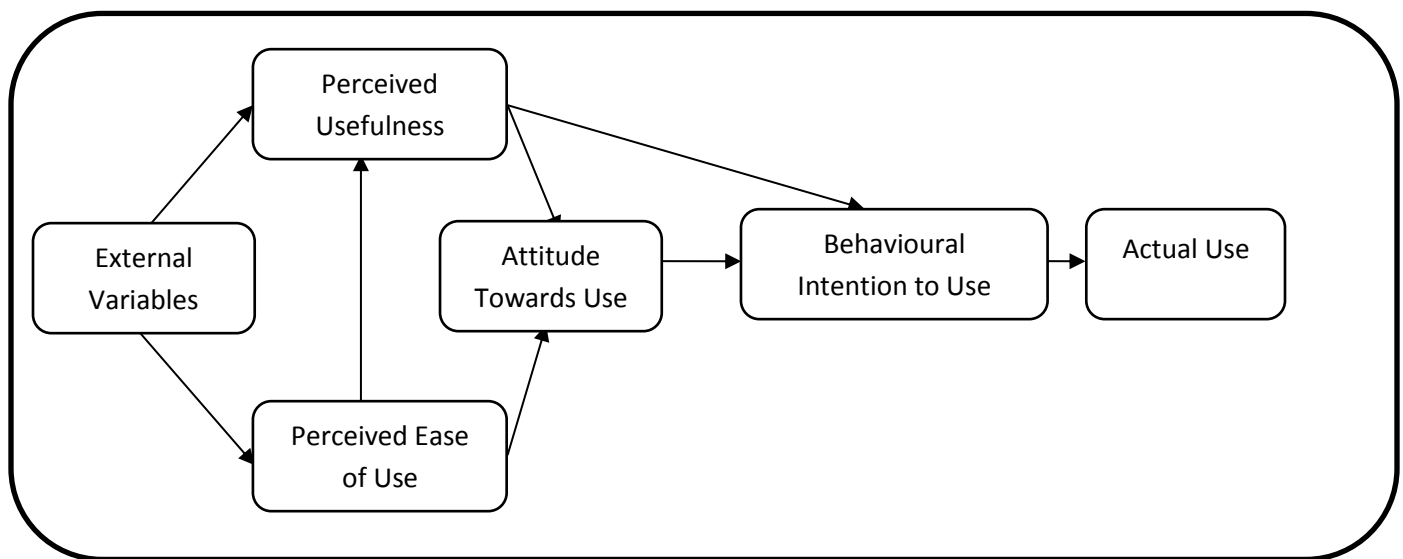 Perceived
Usefulness
External
Variables
Attitude
Towards Use
Behavioural
Intention to Use
Actual Use
Perceived Ease
of Use